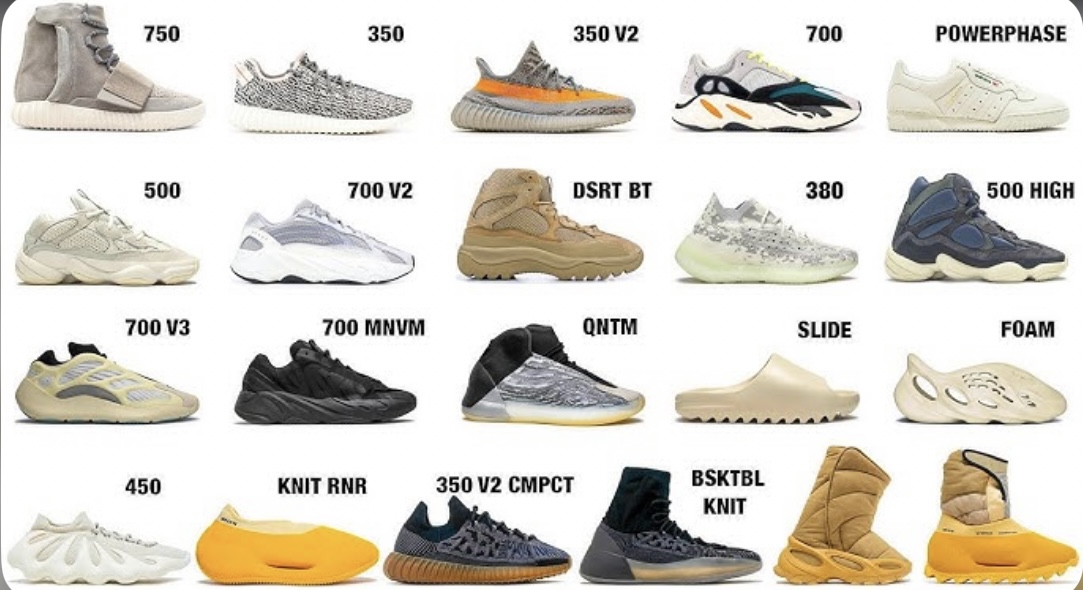 750
350
350 V2
700
POWERPHASE
500
700 V2
DSRT BT
380
500 HIGH
700 V3
700 MNVM
QNTM
SLIDE
FOAM
450
KNIT RNR
350 V2 CMPCT
BSKTBL
KNIT